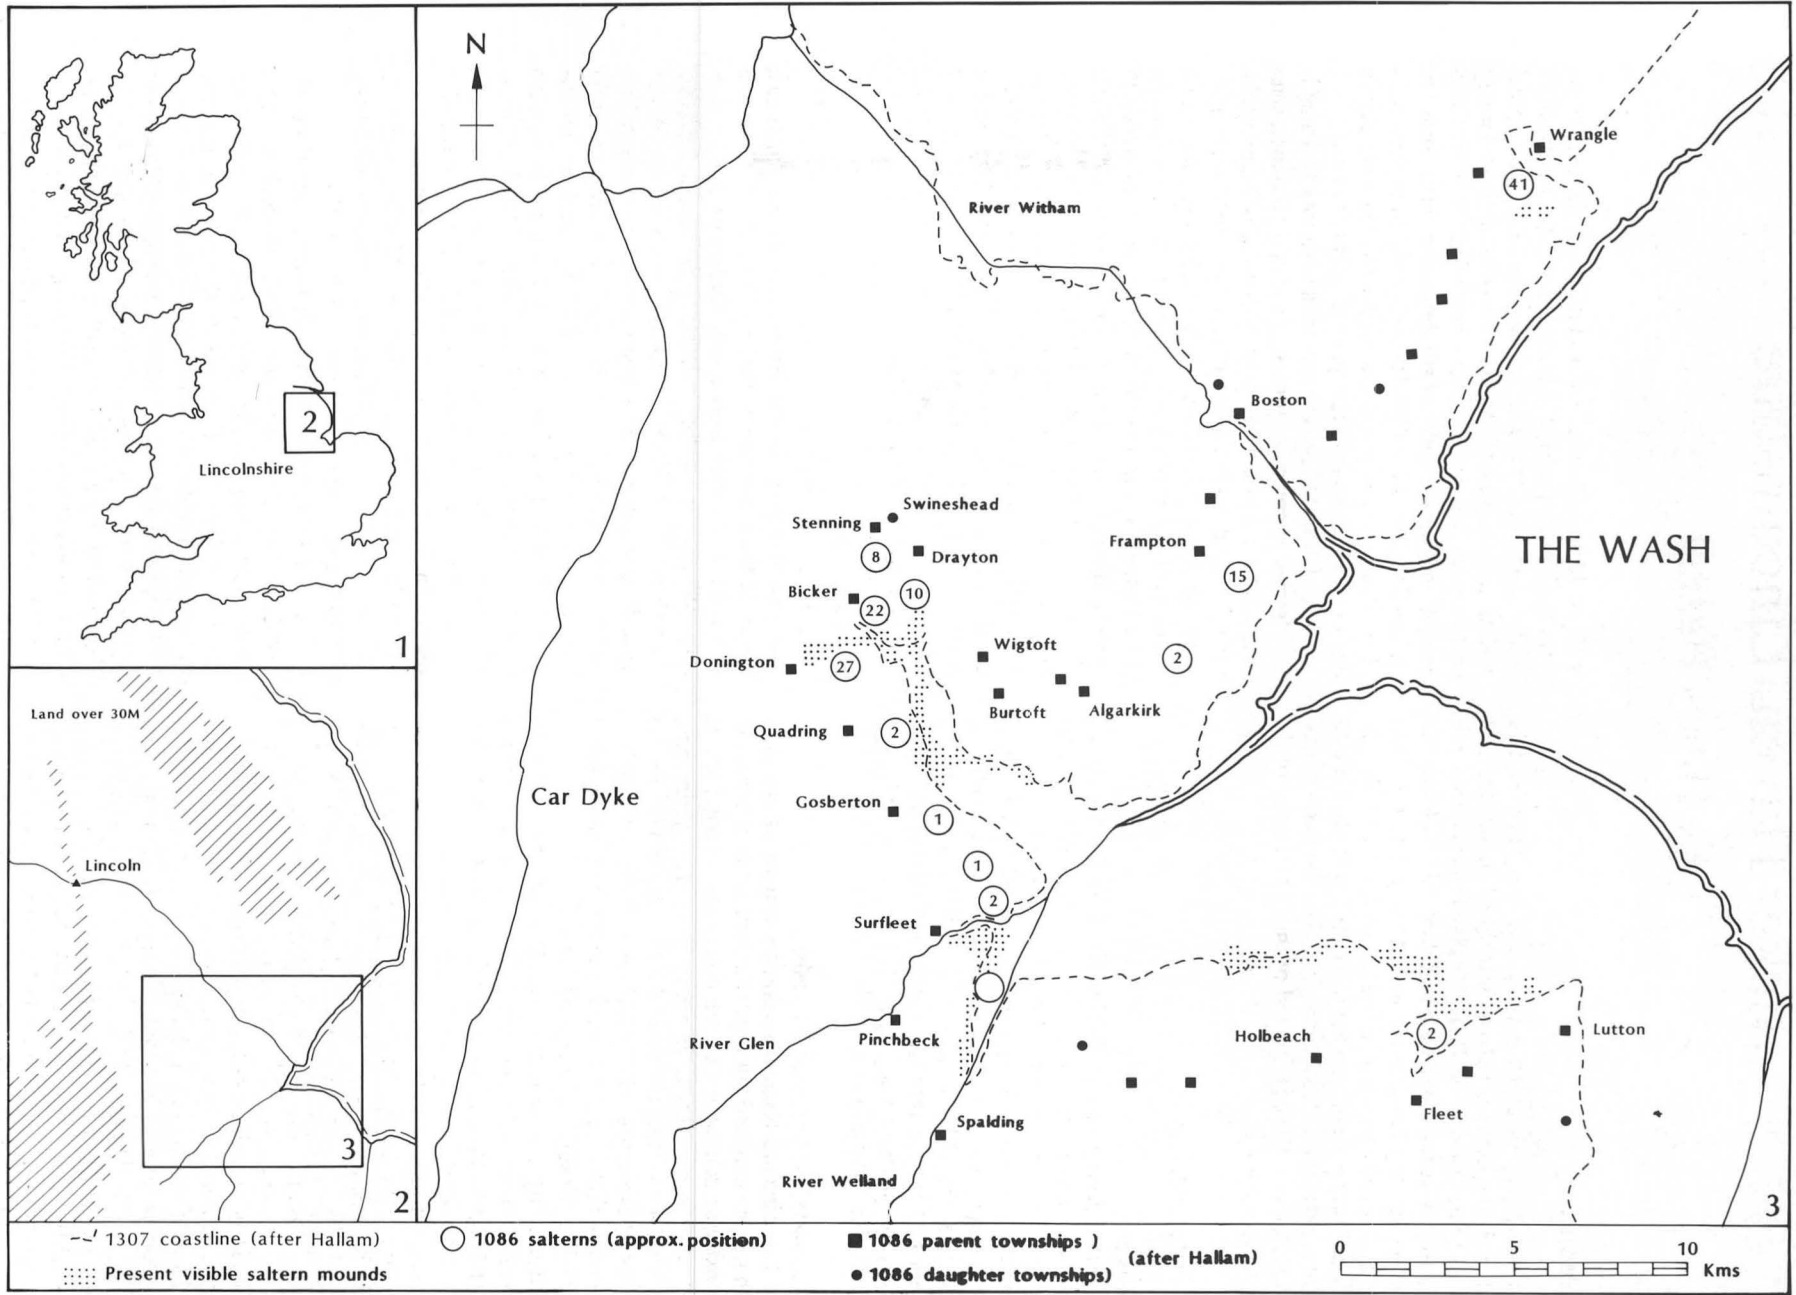 2
Lincolnshire
1
Land over 30M
Lincoln
3
2
N
Wrangle
41
River Witham
Boston
Swineshead
Stenning
8
Drayton
Frampton
15
THE WASH
Bicker
10
22
Wigtoft
2
Donington
27
Burtoft
Algarkirk
Quadring
2
Car Dyke
Gosberton
1
1
2
Surfleet
Pinchbeck
River Glen
Holbeach
2
Lutton
Fleet
Spalding
River Welland
3
1307 coastline (after Hallam)
1086 salterns (approx. position)
1086 parent townships )
(after Hallam)
Present visible saltern mounds
1086 daughter townships)
0 5 10
Kms